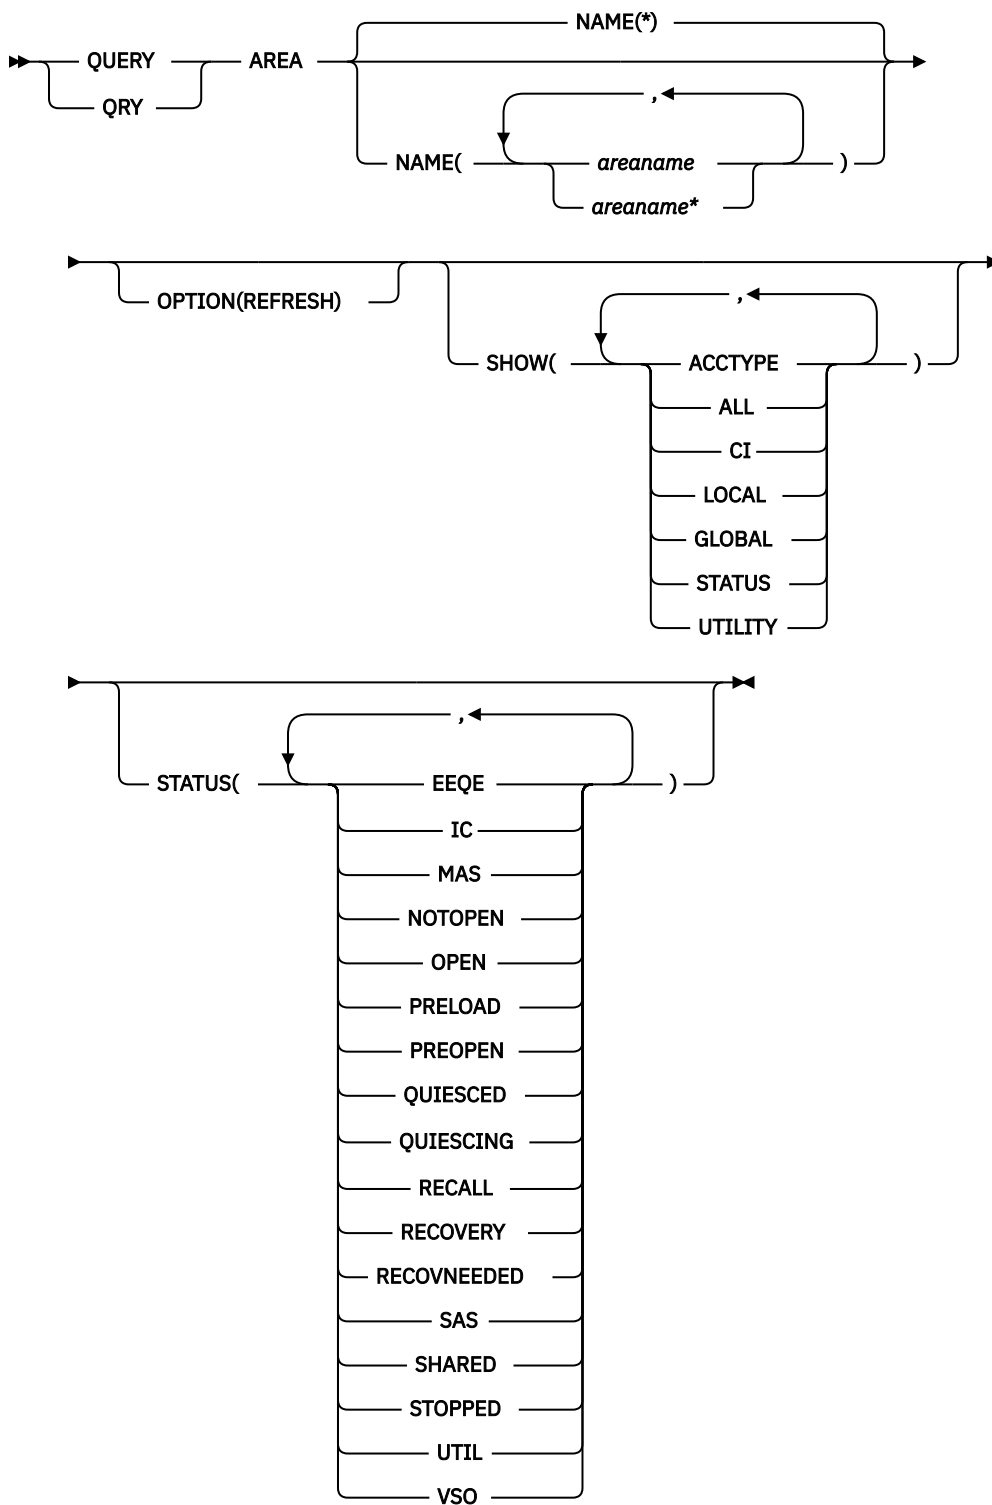 NAME(*)
QUERY AREA
QRY
,
NAME( areaname )
areaname*
OPTION(REFRESH)
,
SHOW( ACCTYPE )
ALL
CI
LOCAL
GLOBAL
STATUS
UTILITY
,
STATUS( EEQE )
IC
MAS
NOTOPEN
OPEN
PRELOAD
PREOPEN
QUIESCED
QUIESCING
RECALL
RECOVERY
RECOVNEEDED
SAS
SHARED
STOPPED
UTIL
VSO